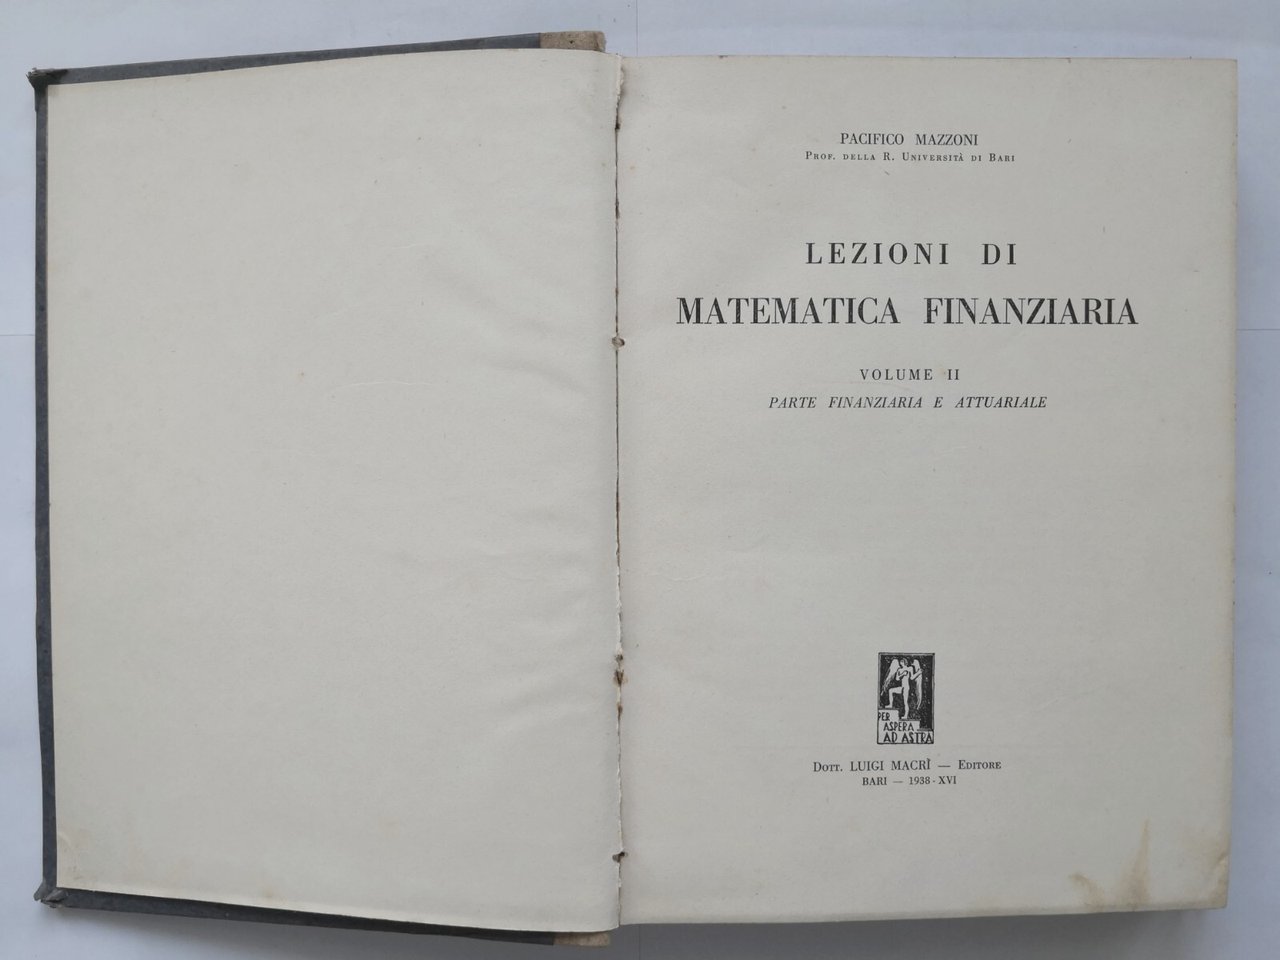 PACIFICO MAZZONI
PROF. DELLA R. UNIVERSITÀ DI BARI
LEZIONI DI
MATEMATICA FINANZIARIA
VOLUME II
PARTE FINANZIARIA E ATTUARIALE
PER
ASPERA
AD ASTRA
DOTT. LUIGI MACRÌ — EDITORE
BARI — 1938 - XVI